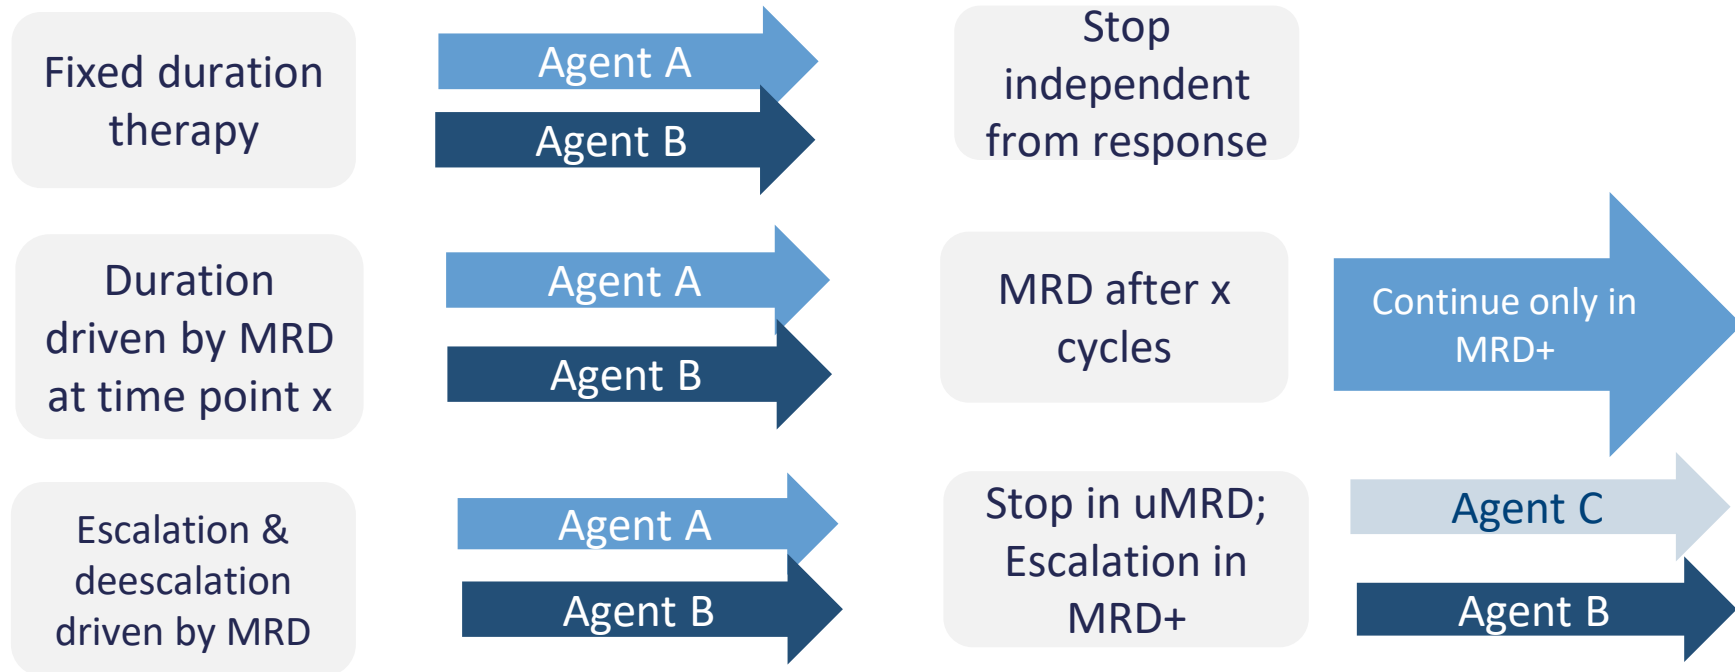 Fixed duration
therapy
Agent A
Agent B
Stop
independent
from response
Duration
driven by MRD
at time point x
Agent A
Agent B
MRD after x
cycles
Continue only in
MRD+
Escalation &
deescalation
driven by MRD
Agent A
Agent B
Stop in uMRD;
Escalation in
MRD+
Agent C
Agent B